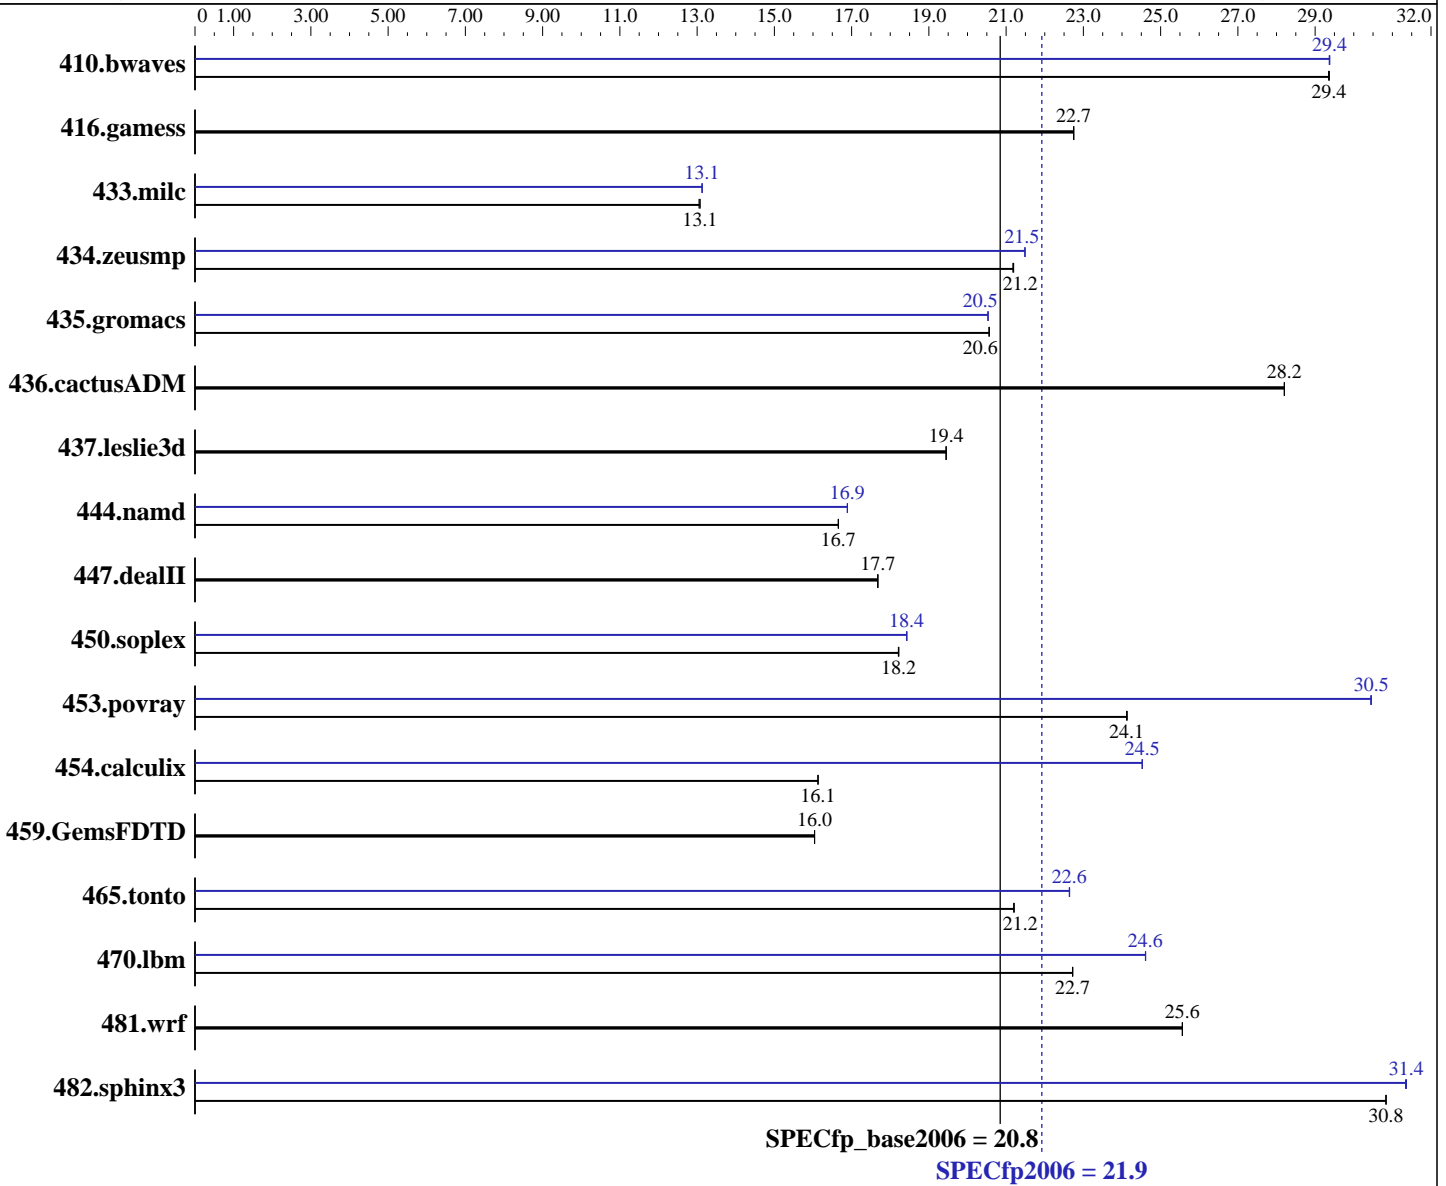 0 1.00 3.00 5.00 7.00 9.00 11.0 13.0 15.0 17.0 19.0 21.0 23.0 25.0 27.0 29.0 32.0
29.4
410.bwaves
29.4
22.7
416.gamess
13.1
433.milc
13.1
21.5
434.zeusmp
21.2
20.5
435.gromacs
20.6
28.2
436.cactusADM
19.4
437.leslie3d
16.9
444.namd
16.7
17.7
447.dealII
18.4
450.soplex
18.2
30.5
453.povray
24.1
24.5
454.calculix
16.1
16.0
459.GemsFDTD
22.6
465.tonto
21.2
24.6
470.lbm
22.7
25.6
481.wrf
31.4
482.sphinx3
30.8
SPECfp_base2006 = 20.8
SPECfp2006 = 21.9